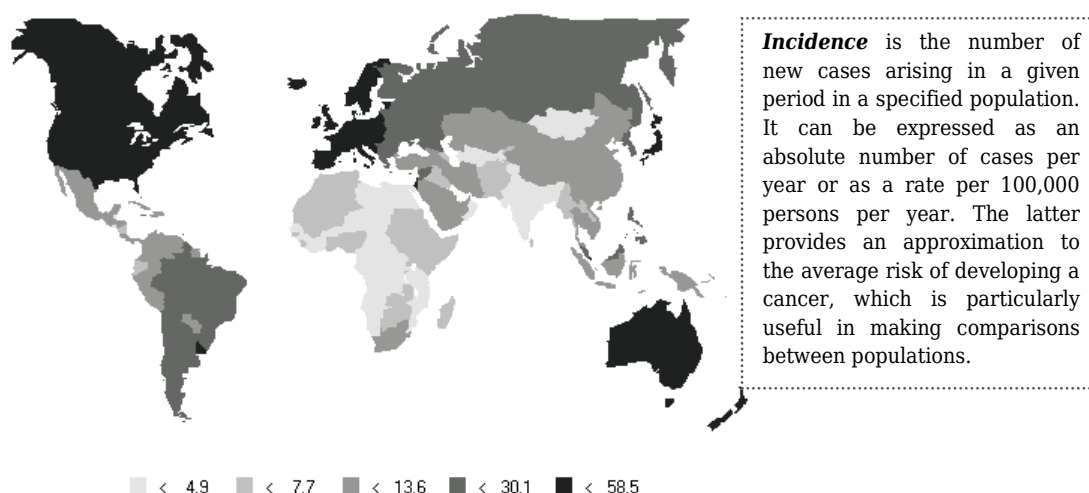 Incidence is the number of
new cases arising in a given
period in a specified population.
It can be expressed as an
absolute number of cases per
year or as a rate per 100,000
persons per year. The latter
provides an approximation to
the average risk of developing a
cancer, which is particularly
useful in making comparisons
between populations.
< 4.9 < 7.7 < 13.6 < 30.1 < 58.5